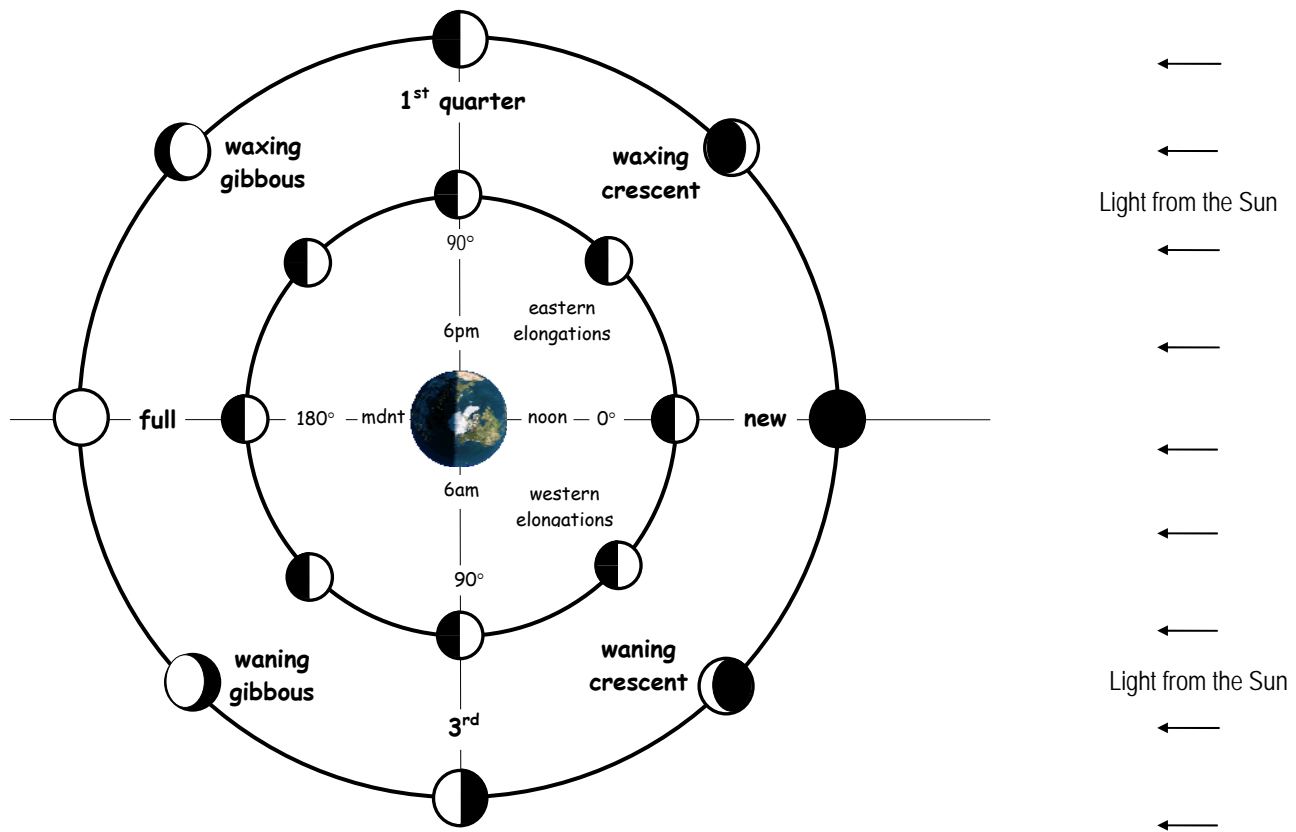 1st quarter
waxing
gibbous
waxing
crescent
Light from the Sun
90°
eastern
elongations
6pm
full
180°
mdnt
noon
0°
new
6am
western
elongations
90°
waning
gibbous
waning
crescent
Light from the Sun
3rd